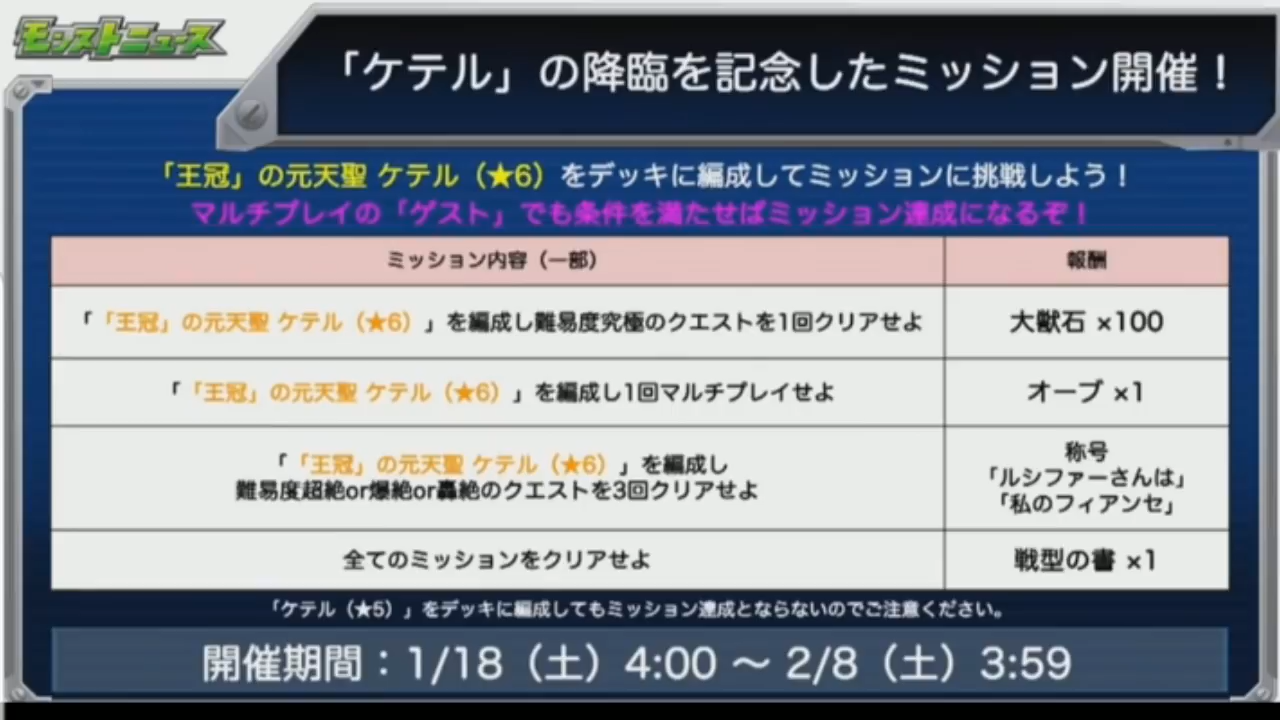 モンストニュース
「ケテル」の降臨を記念したミッション開催！
「王冠」の元天聖 ケテル（★6）をデッキに編成してミッションに挑戦しよう！
マルチプレイの「ゲスト」でも条件を満たせばミッション達成になるぞ！
ミッション内容（一部）
報酬
「「王冠」の元天聖 ケテル（★6）」を編成し難易度究極のクエストを1回クリアせよ
大獣石 ×100
「「王冠」の元天聖 ケテル（★6）」を編成し1回マルチプレイせよ
オーブ ×1
「「王冠」の元天聖 ケテル（★6）」を編成し
難易度超絶or爆絶or轟絶のクエストを3回クリアせよ
称号
「ルシファーさんは」
「私のフィアンセ」
全てのミッションをクリアせよ
戦型の書 ×1
「ケテル（★5）」をデッキに編成してもミッション達成とならないのでご注意ください。
開催期間：1/18（土）4:00 〜 2/8（土）3:59